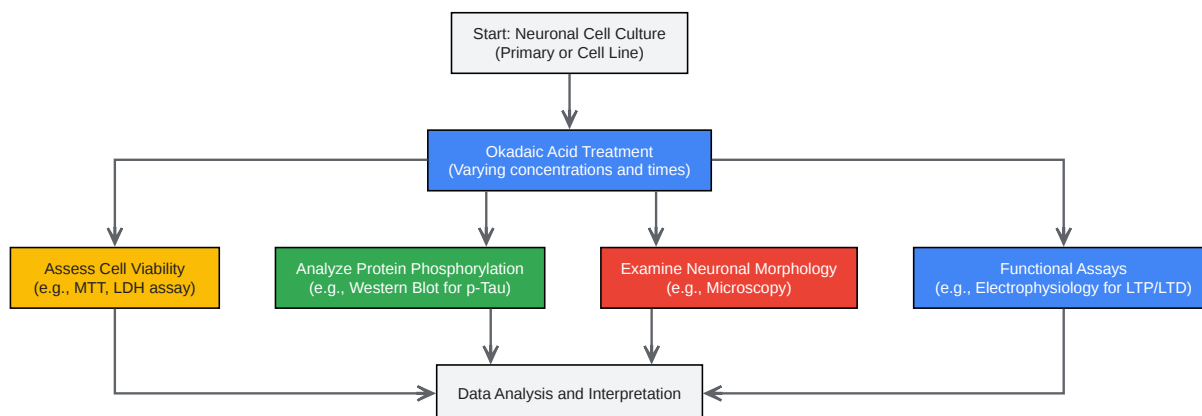 Start: Neuronal Cell Culture
(Primary or Cell Line)
Okadaic Acid Treatment
(Varying concentrations and times)
Assess Cell Viability
(e.g., MTT, LDH assay)
Analyze Protein Phosphorylation
(e.g., Western Blot for p-Tau)
Examine Neuronal Morphology
(e.g., Microscopy)
Functional Assays
(e.g., Electrophysiology for LTP/LTD)
Data Analysis and Interpretation